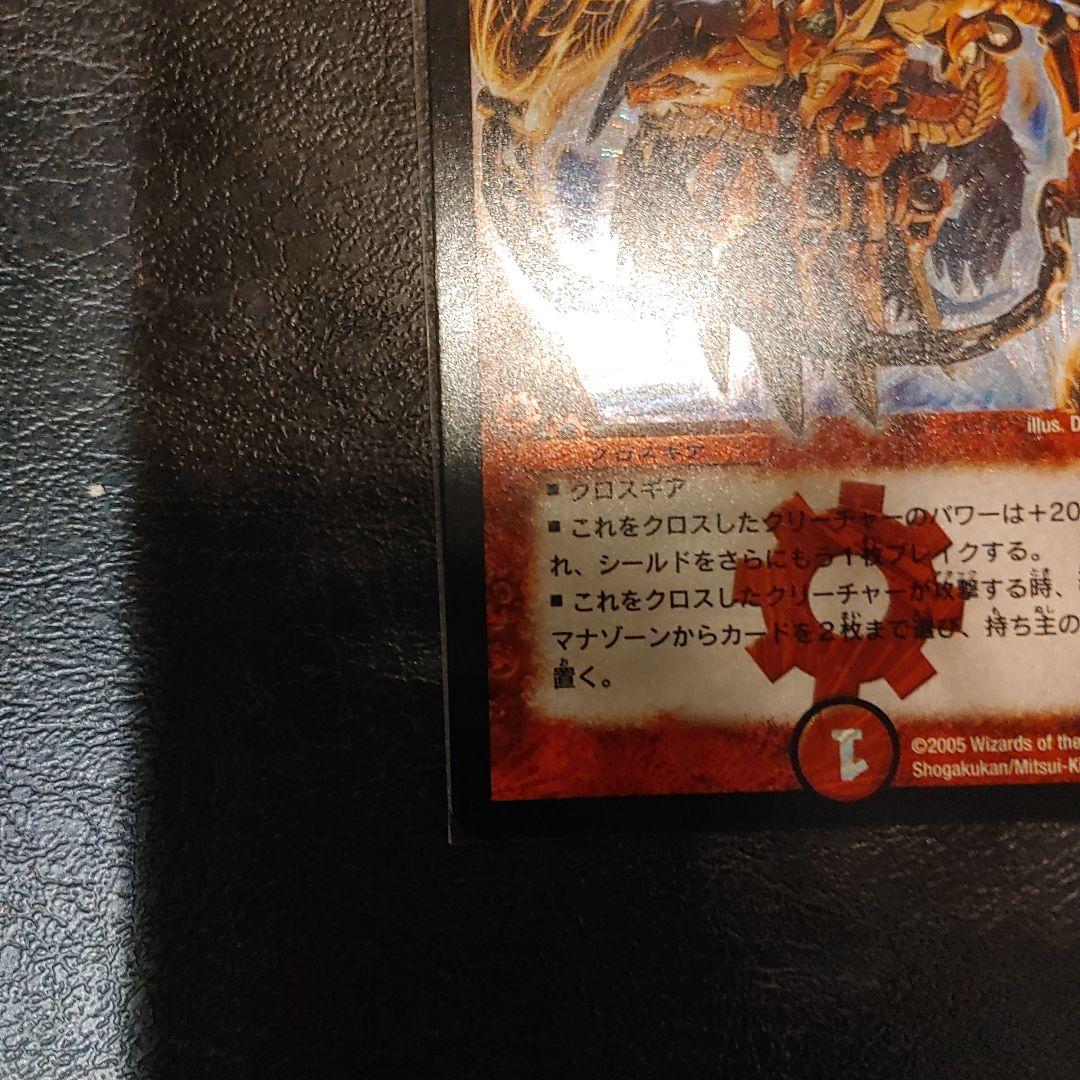 illus. D
クロスギア
■ クロスギア
■ これをクロスしたクリーチャーのパワーは＋20
れ、シールドをさらにもう1枚ブレイクする。
■ これをクロスしたクリーチャーが攻撃する時、
マナゾーンからカードを2枚まで選び、持ち主の
置く。
©2005 Wizards of the
Shogakukan/Mitsui-Ki